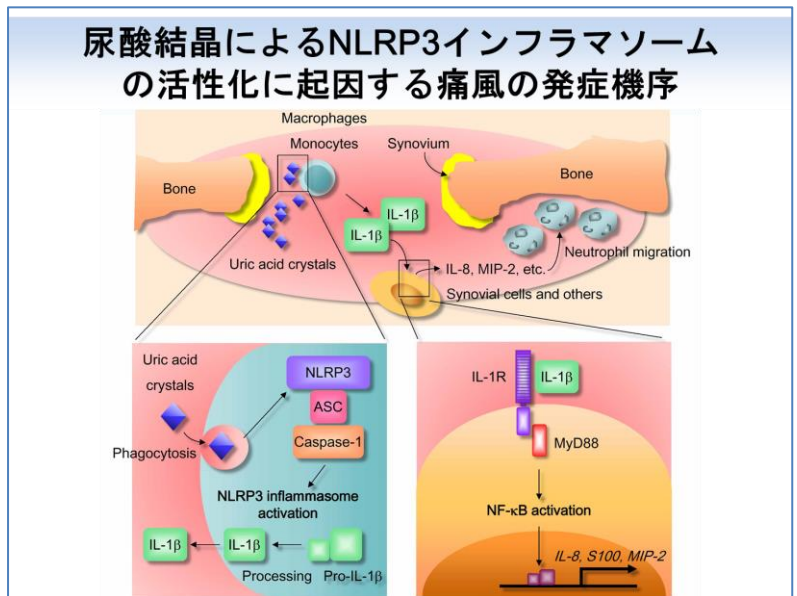 尿酸結晶によるNLRP3インフラマソーム
の活性化に起因する痛風の発症機序
Macrophages
Monocytes
Synovium
Bone
Bone
IL-1β
IL-1β
Uric acid crystals
IL-8, MIP-2, etc.
Neutrophil migration
Synovial cells and others
Uric acid
crystals
Phagocytosis
NLRP3
ASC
Caspase-1
NLRP3 inflammasome
activation
IL-1β
IL-1β
Processing
Pro-IL-1β
IL-1R
IL-1β
MyD88
NF-κB activation
IL-8, S100, MIP-2